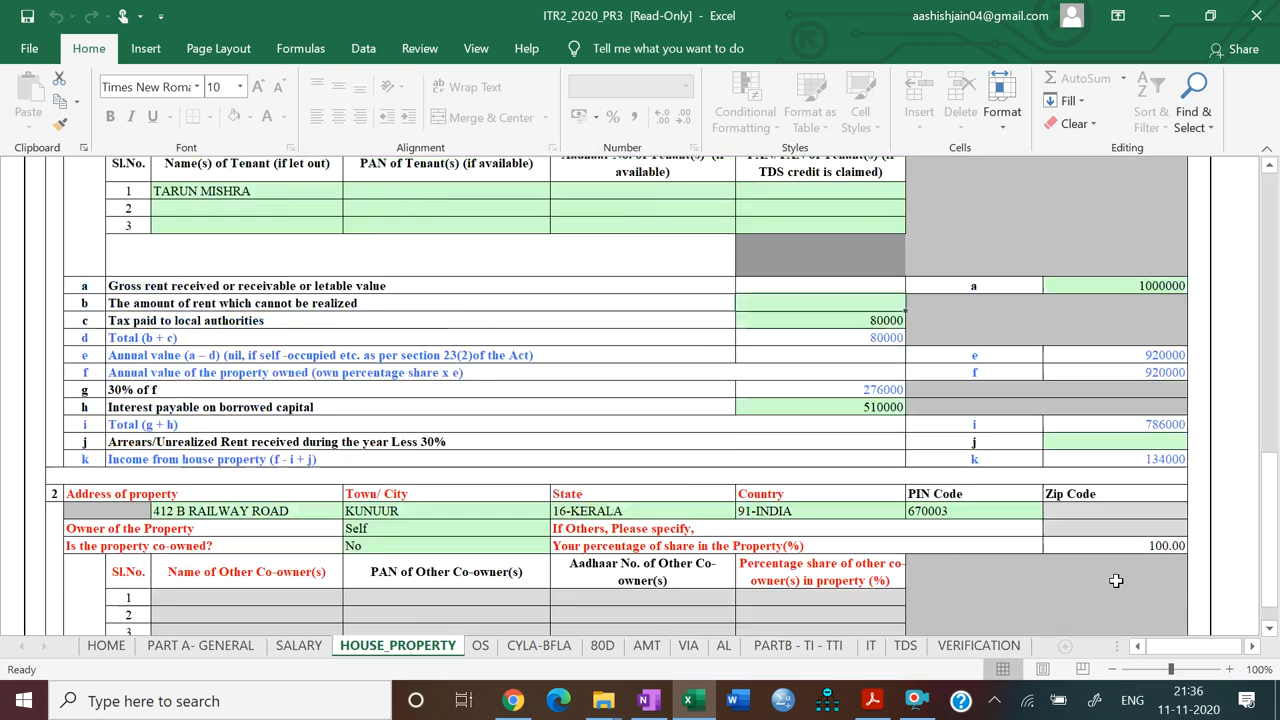 ITR2_2020_PR3 [Read-Only] - Excel
aashishjain04@gmail.com
File Home Insert Page Layout Formulas Data Review View Help Tell me what you want to do Share
Paste
Clipboard
Times New Roma 10 A A
B I U A
Font
Wrap Text
Merge & Center
Alignment
%
Number
Conditional Formatting
Format as Table
Cell Styles
Styles
Insert
Delete
Format
Cells
AutoSum
Fill
Clear
Sort & Filter
Find & Select
Editing
Sl.No. Name(s) of Tenant (if let out) PAN of Tenant(s) (if available) available) TDS credit is claimed)
1 TARUN MISHRA
2
3
a Gross rent received or receivable or letable value a 1000000
b The amount of rent which cannot be realized
c Tax paid to local authorities 80000
d Total (b + c) 80000
e Annual value (a – d) (nil, if self -occupied etc. as per section 23(2)of the Act) e 920000
f Annual value of the property owned (own percentage share x e) f 920000
g 30% of f 276000
h Interest payable on borrowed capital 510000
i Total (g + h) i 786000
j Arrears/Unrealized Rent received during the year Less 30% j
k Income from house property (f - i + j) k 134000
2 Address of property Town/ City State Country PIN Code Zip Code
412 B RAILWAY ROAD KUNUUR 16-KERALA 91-INDIA 670003
Owner of the Property Self If Others, Please specify,
Is the property co-owned? No Your percentage of share in the Property(%) 100.00
Sl.No. Name of Other Co-owner(s) PAN of Other Co-owner(s) Aadhaar No. of Other Co-owner(s) Percentage share of other co-owner(s) in property (%)
1
2
3
HOME PART A- GENERAL SALARY HOUSE_PROPERTY OS CYLA-BFLA 80D AMT VIA AL PARTB - TI - TTI IT TDS VERIFICATION
Ready 100%
Type here to search
ENG
21:36
11-11-2020